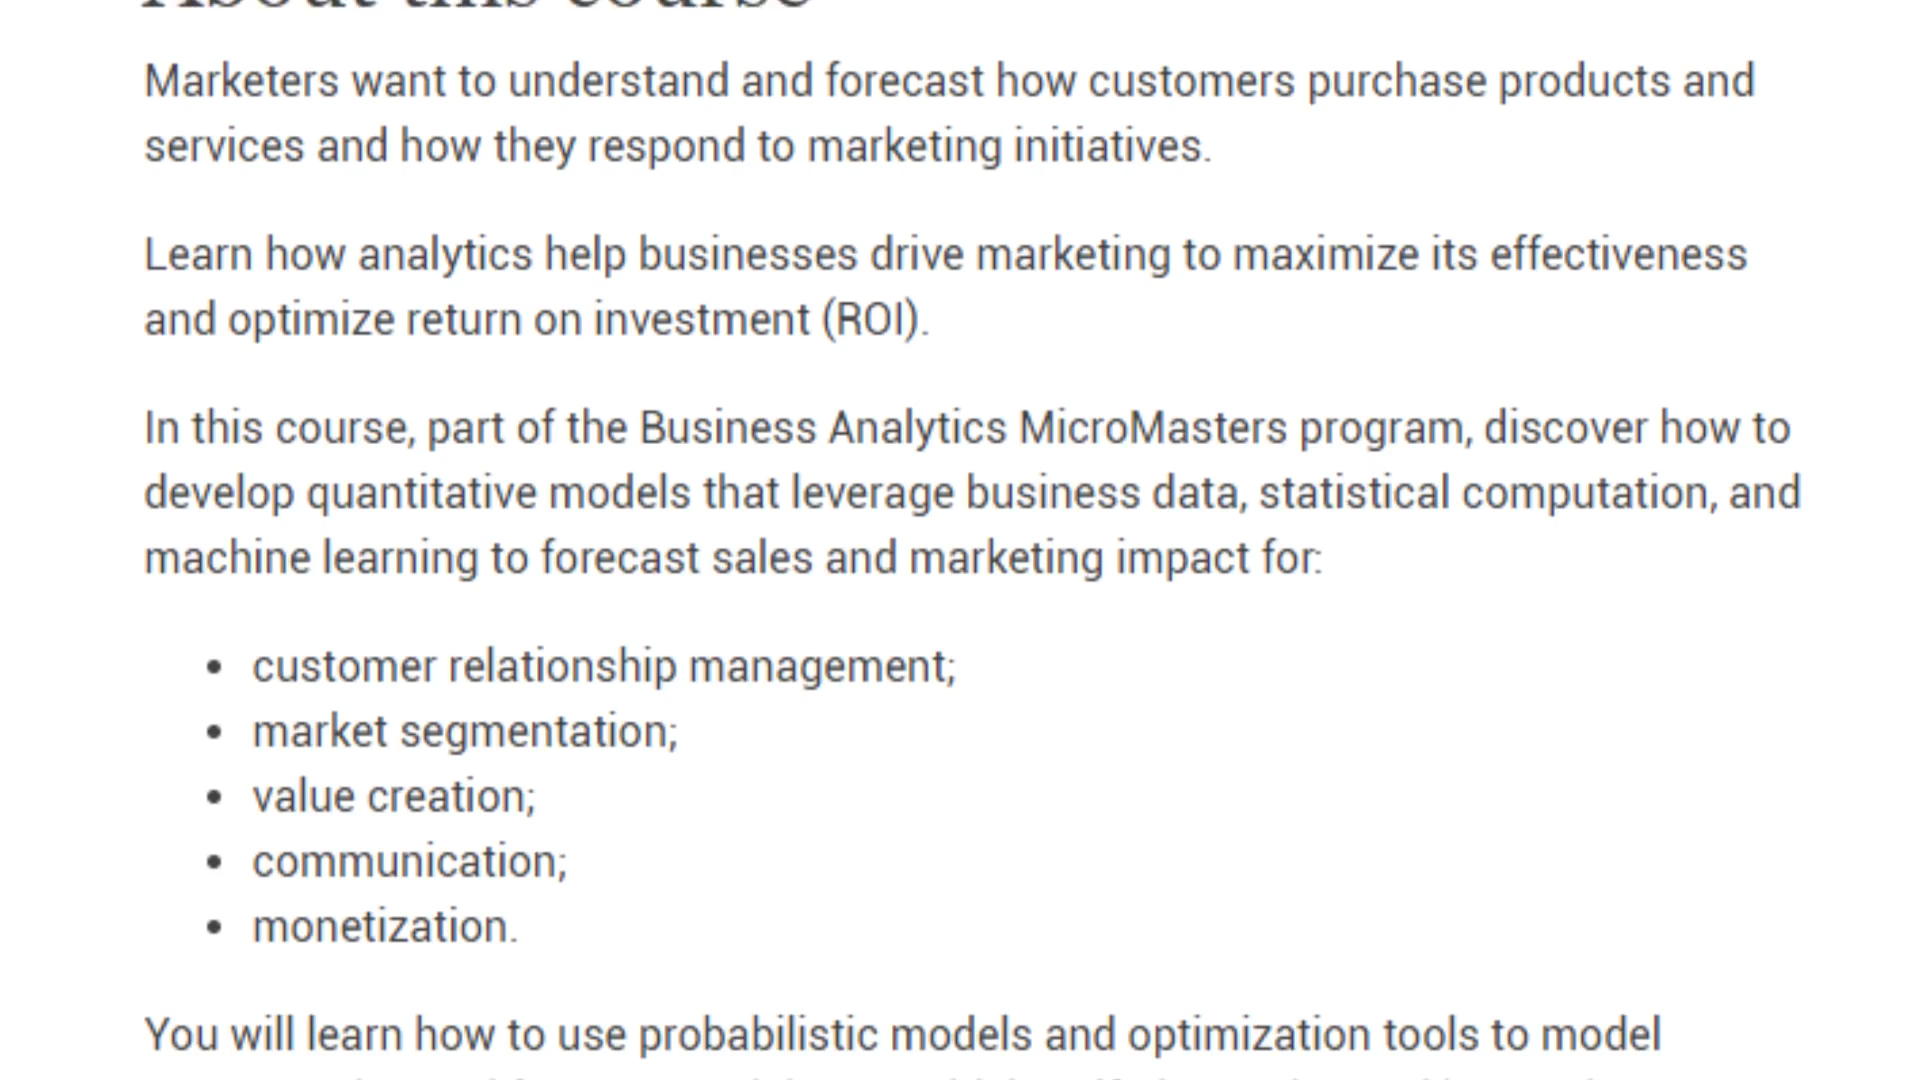 About this course
Marketers want to understand and forecast how customers purchase products and
services and how they respond to marketing initiatives.
Learn how analytics help businesses drive marketing to maximize its effectiveness
and optimize return on investment (ROI).
In this course, part of the Business Analytics MicroMasters program, discover how to
develop quantitative models that leverage business data, statistical computation, and
machine learning to forecast sales and marketing impact for:
• customer relationship management;
• market segmentation;
• value creation;
• communication;
• monetization.
You will learn how to use probabilistic models and optimization tools to model